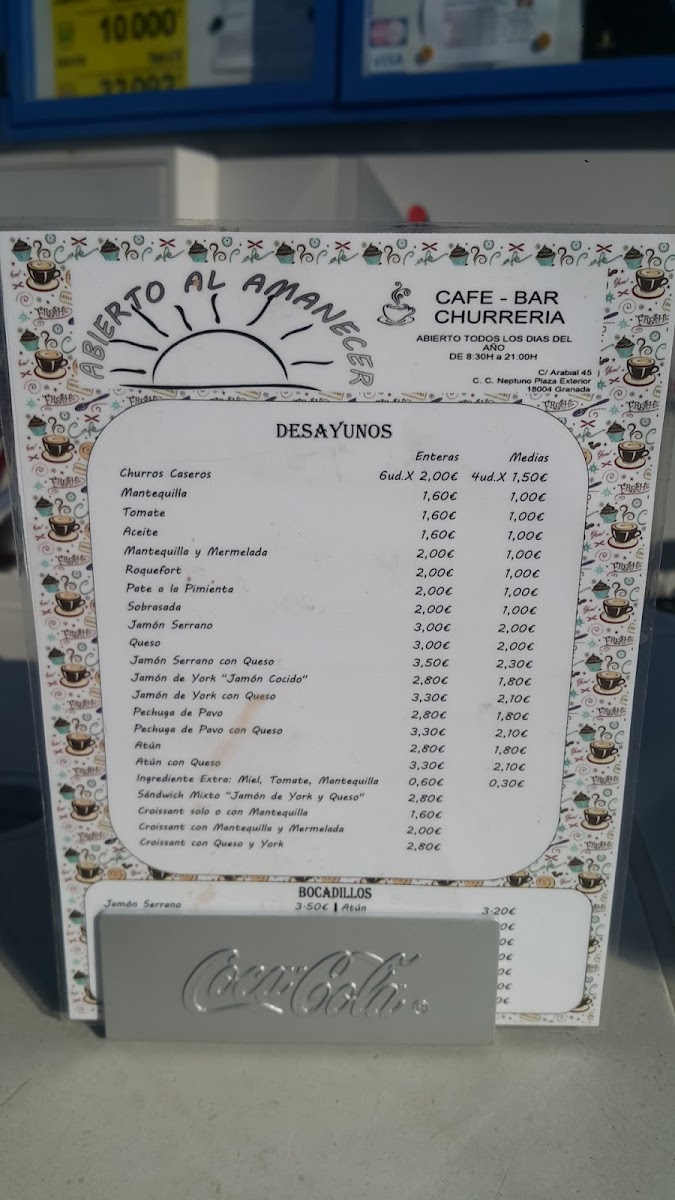 10000
VISA
ABIERTO AL AMANECER
CAFE - BAR
CHURRERIA
ABIERTO TODOS LOS DIAS DEL
AÑO
DE 8:30H a 21:00H
C/ Arabial 45
C. C. Neptuno Plaza Exterior
18004 Granada
DESAYUNOS
Enteras Medias
Churros Caseros 6ud.X 2,00€ 4ud.X 1,50€
Mantequilla 1,60€ 1,00€
Tomate 1,60€ 1,00€
Aceite 1,60€ 1,00€
Mantequilla y Mermelada 2,00€ 1,00€
Roquefort 2,00€ 1,00€
Pate a la Pimienta 2,00€ 1,00€
Sobrasada 2,00€ 1,00€
Jamón Serrano 3,00€ 2,00€
Queso 3,00€ 2,00€
Jamón Serrano con Queso 3,50€ 2,30€
Jamón de York "Jamón Cocido" 2,80€ 1,80€
Jamón de York con Queso 3,30€ 2,10€
Pechuga de Pavo 2,80€ 1,80€
Pechuga de Pavo con Queso 3,30€ 2,10€
Atún 2,80€ 1,80€
Atún con Queso 3,30€ 2,10€
Ingrediente Extra: Miel, Tomate, Mantequilla 0,60€ 0,30€
Sándwich Mixto "Jamón de York y Queso" 2,80€
Croissant solo o con Mantequilla 1,60€
Croissant con Mantequilla y Mermelada 2,00€
Croissant con Queso y York 2,80€
BOCADILLOS
Jamón Serrano 3.50€ Atún 3.20€
Coca-Cola